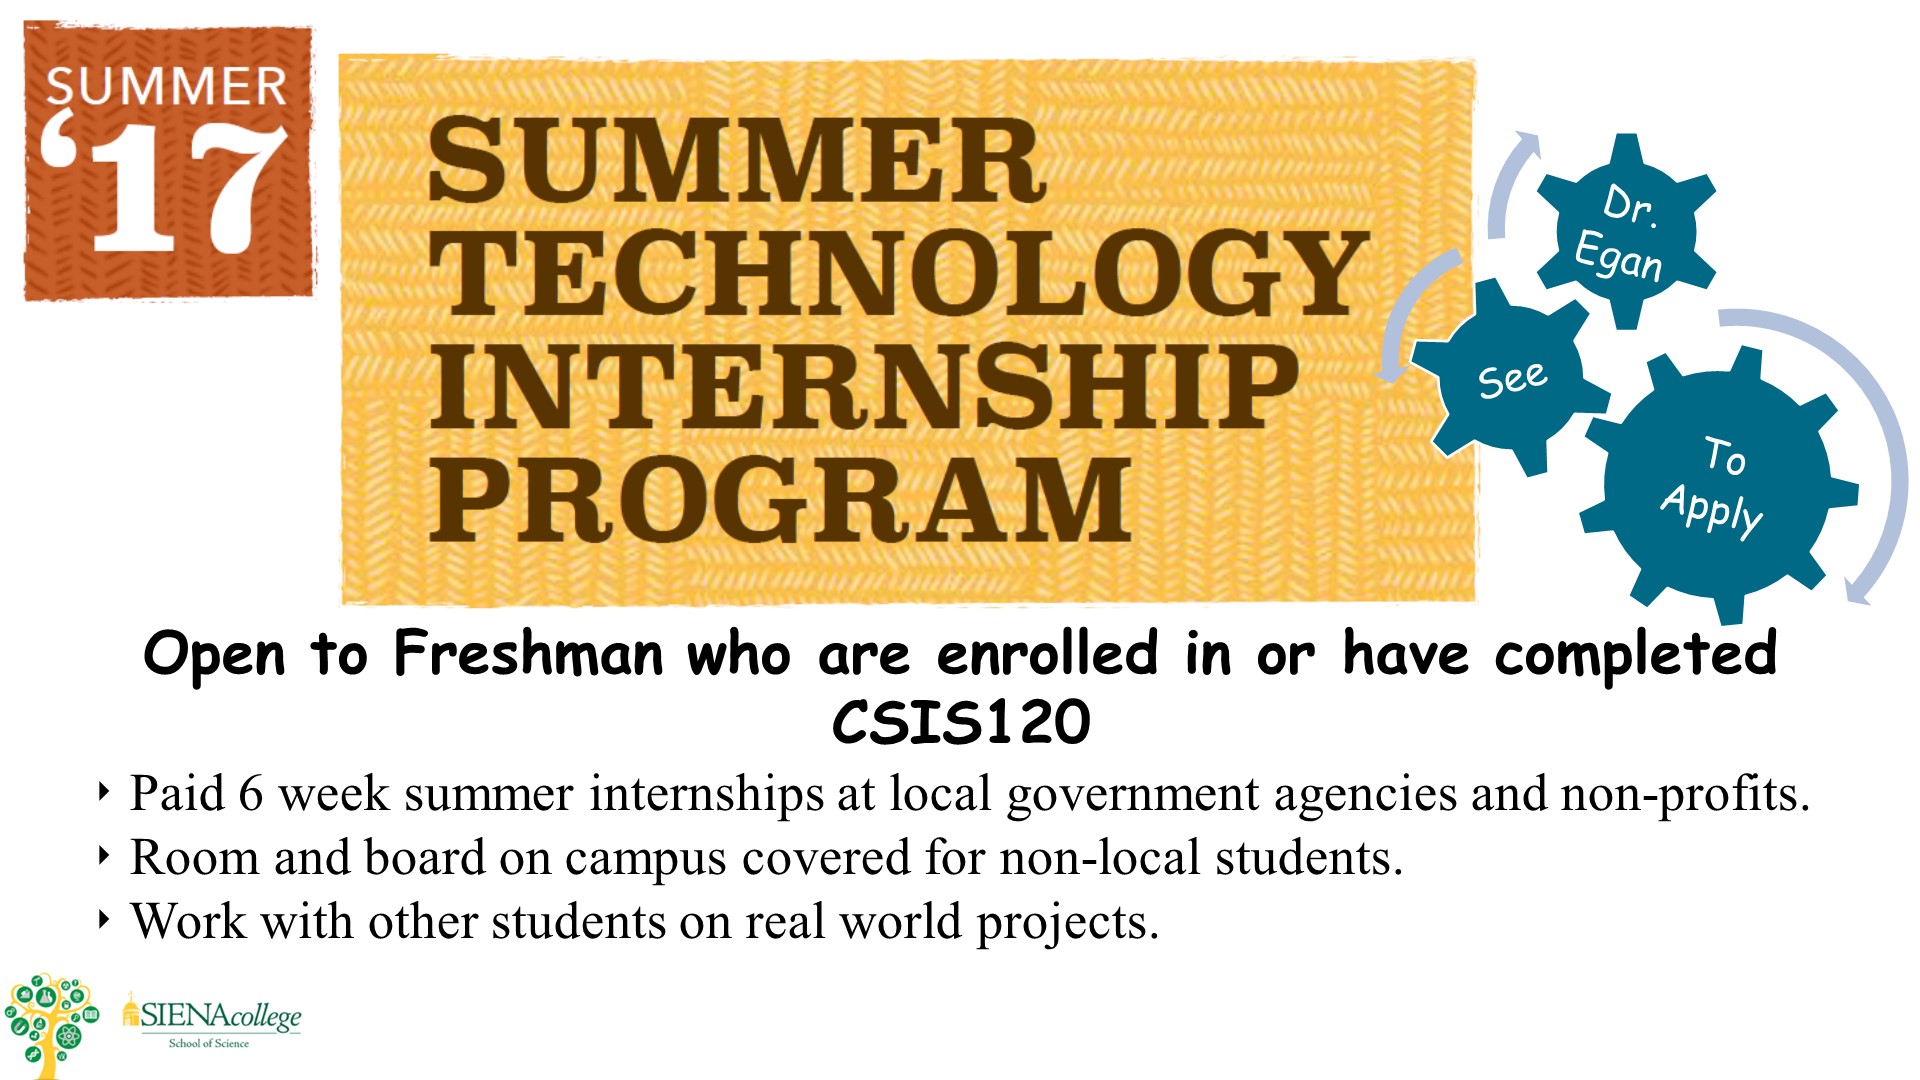 SUMMER
‘17
SUMMER
TECHNOLOGY
INTERNSHIP
PROGRAM
See
Dr.
Egan
To
Apply
Open to Freshman who are enrolled in or have completed
CSIS120
‣ Paid 6 week summer internships at local government agencies and non-profits.
‣ Room and board on campus covered for non-local students.
‣ Work with other students on real world projects.
SIENAcollege
School of Science